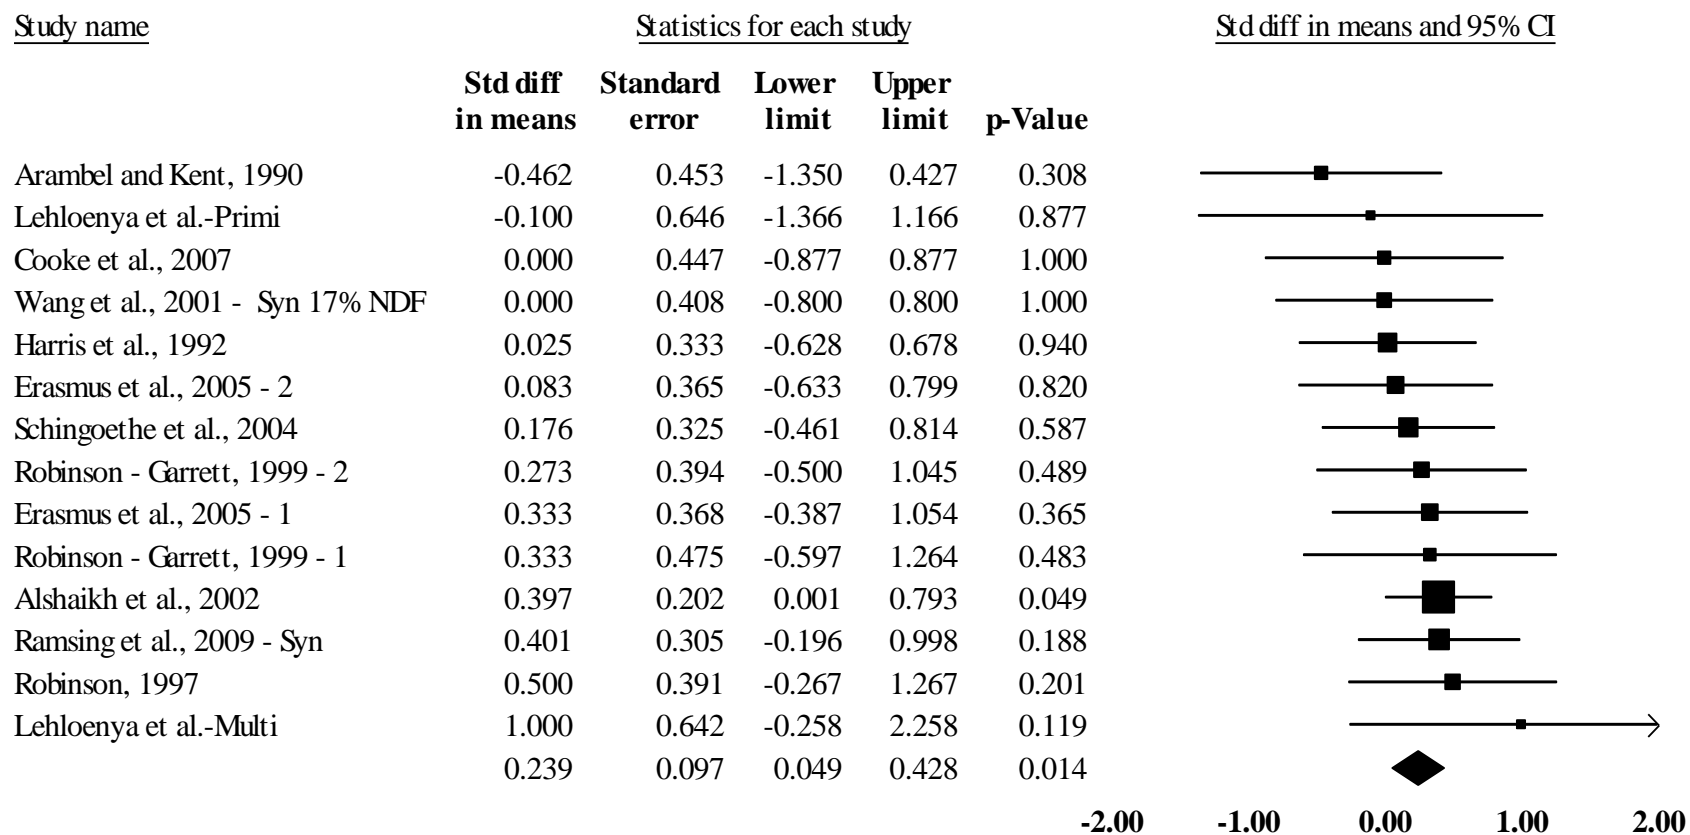 Study name Statistics for each study Std diff in means and 95% CI
Std diff Standard Lower Upper
in means error limit limit p-Value
Arambel and Kent, 1990 -0.462 0.453 -1.350 0.427 0.308
Lehloenya et al.-Primi -0.100 0.646 -1.366 1.166 0.877
Cooke et al., 2007 0.000 0.447 -0.877 0.877 1.000
Wang et al., 2001 - Syn 17% NDF 0.000 0.408 -0.800 0.800 1.000
Harris et al., 1992 0.025 0.333 -0.628 0.678 0.940
Erasmus et al., 2005 - 2 0.083 0.365 -0.633 0.799 0.820
Schingoethe et al., 2004 0.176 0.325 -0.461 0.814 0.587
Robinson - Garrett, 1999 - 2 0.273 0.394 -0.500 1.045 0.489
Erasmus et al., 2005 - 1 0.333 0.368 -0.387 1.054 0.365
Robinson - Garrett, 1999 - 1 0.333 0.475 -0.597 1.264 0.483
Alshaikh et al., 2002 0.397 0.202 0.001 0.793 0.049
Ramsing et al., 2009 - Syn 0.401 0.305 -0.196 0.998 0.188
Robinson, 1997 0.500 0.391 -0.267 1.267 0.201
Lehloenya et al.-Multi 1.000 0.642 -0.258 2.258 0.119
0.239 0.097 0.049 0.428 0.014
-2.00 -1.00 0.00 1.00 2.00